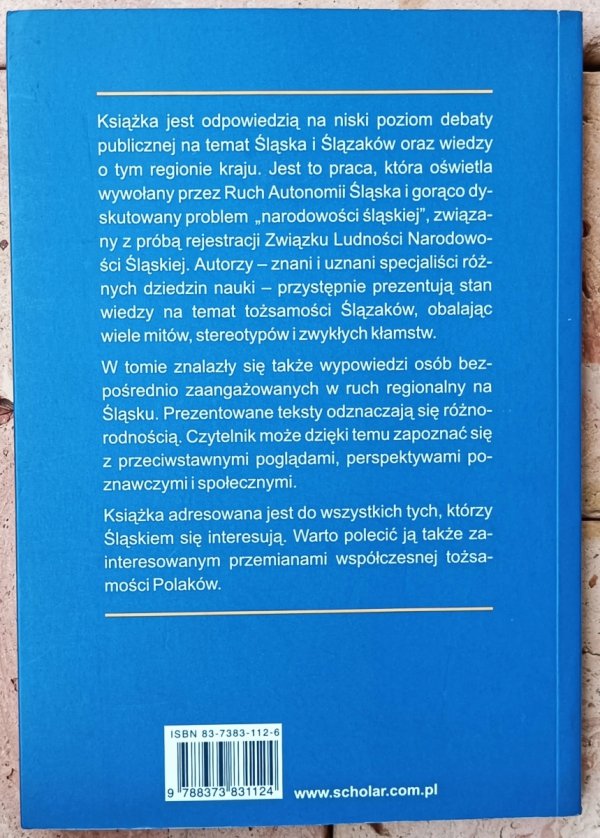 Książka jest odpowiedzią na niski poziom debaty
publicznej na temat Śląska i Ślązaków oraz wiedzy
o tym regionie kraju. Jest to praca, która oświetla
wywołany przez Ruch Autonomii Śląska i gorąco dy-
skutowany problem „narodowości śląskiej”, związa-
ny z próbą rejestracji Związku Ludności Narodowo-
ści Śląskiej. Autorzy – znani i uznani specjaliści róż-
nych dziedzin nauki – przystępnie prezentują stan
wiedzy na temat tożsamości Ślązaków, obalając
wiele mitów, stereotypów i zwykłych kłamstw.
W tomie znalazły się także wypowiedzi osób bez-
pośrednio zaangażowanych w ruch regionalny na
Śląsku. Prezentowane teksty odznaczają się różno-
rodnością. Czytelnik może dzięki temu zapoznać się
z przeciwstawnymi poglądami, perspektywami po-
znawczymi i społecznymi.
Książka adresowana jest do wszystkich tych, którzy
Śląskiem się interesują. Warto polecić ją także za-
interesowanym przemianami współczesnej tożsa-
mości Polaków.
ISBN 83-7383-112-6
9 788373 831124
www.scholar.com.pl